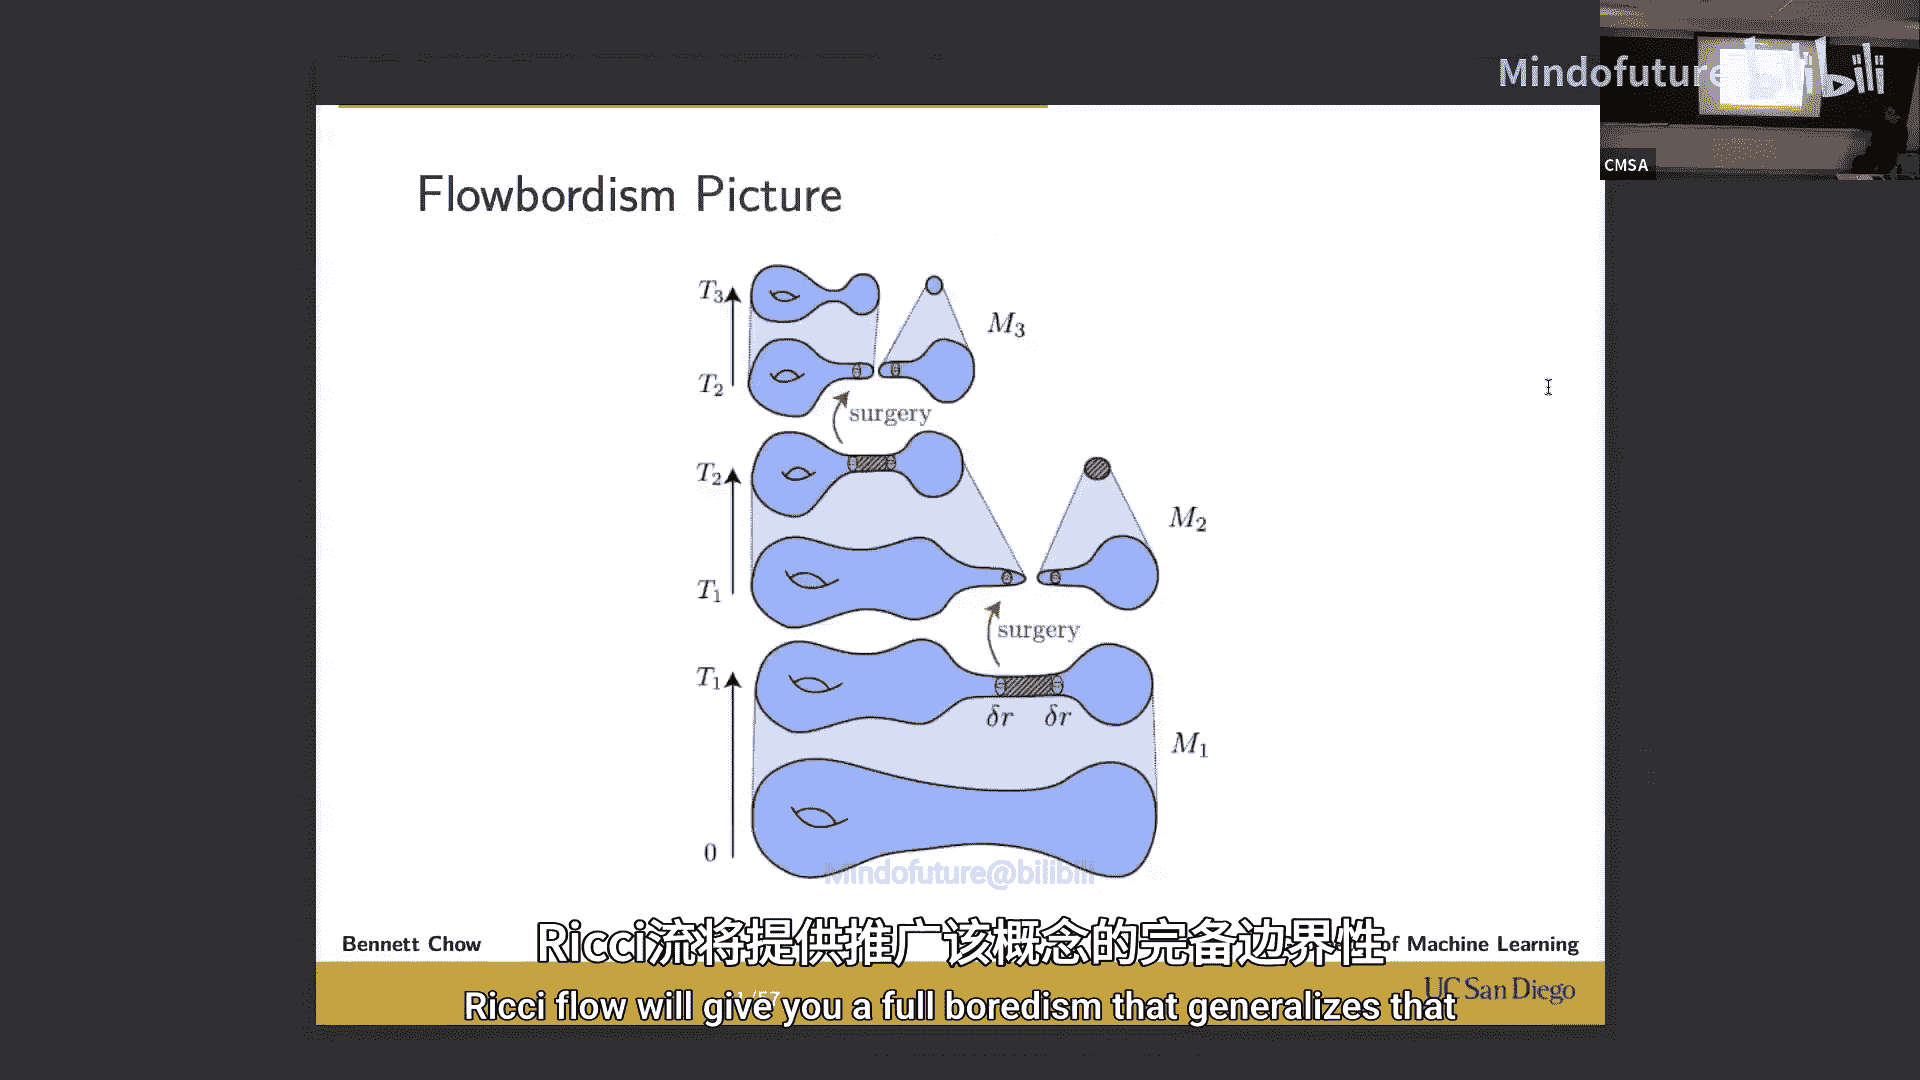 Mindofuture
bilibili
CMSA
Flowbordism Picture
T3
M3
T2
surgery
T2
M2
T1
surgery
T1
δr δr
M1
0
Mindofuture@bilibili
Bennett Chow
of Machine Learning
Ricci流将提供推广该概念的完备边界性
UC San Diego
Ricci flow will give you a full boredism that generalizes that